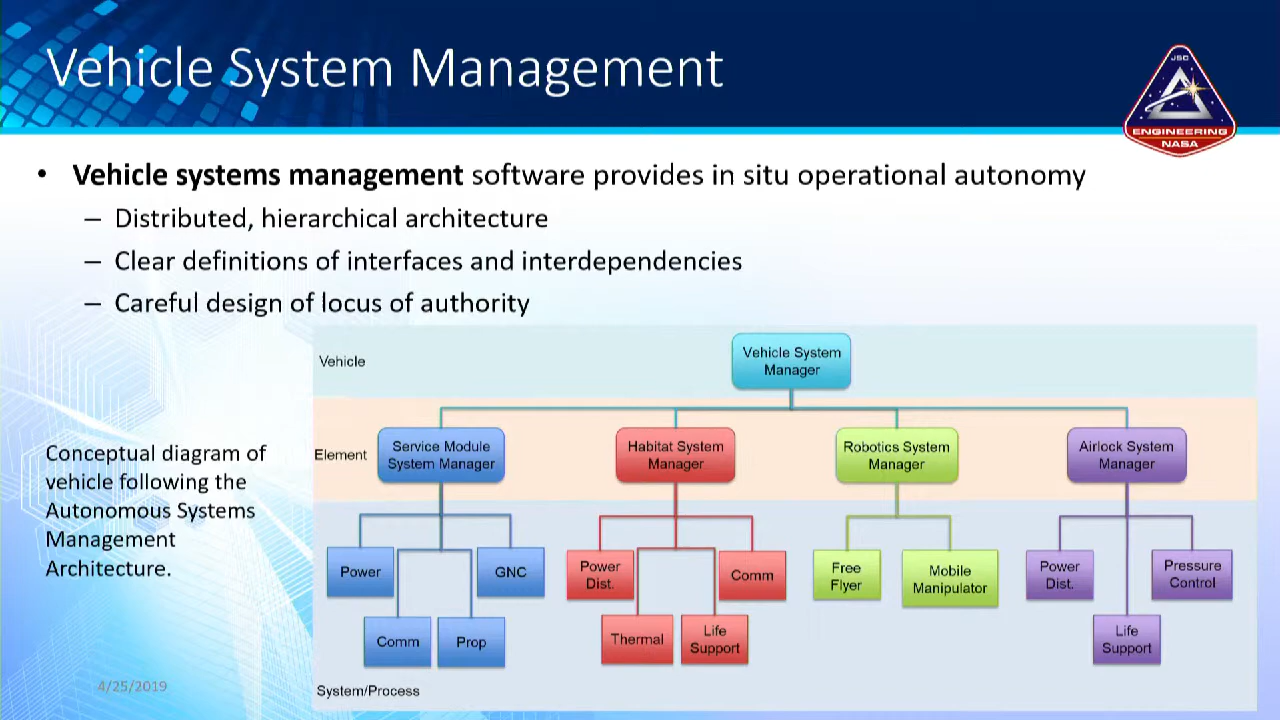 Vehicle System Management
JSC
ENGINEERING
NASA
• Vehicle systems management software provides in situ operational autonomy
– Distributed, hierarchical architecture
– Clear definitions of interfaces and interdependencies
– Careful design of locus of authority
Conceptual diagram of
vehicle following the
Autonomous Systems
Management
Architecture.
Vehicle
Vehicle System
Manager
Element
Service Module
System Manager
Habitat System
Manager
Robotics System
Manager
Airlock System
Manager
Power
GNC
Comm
Prop
Power
Dist.
Comm
Thermal
Life
Support
Free
Flyer
Mobile
Manipulator
Power
Dist.
Pressure
Control
Life
Support
System/Process
4/25/2019